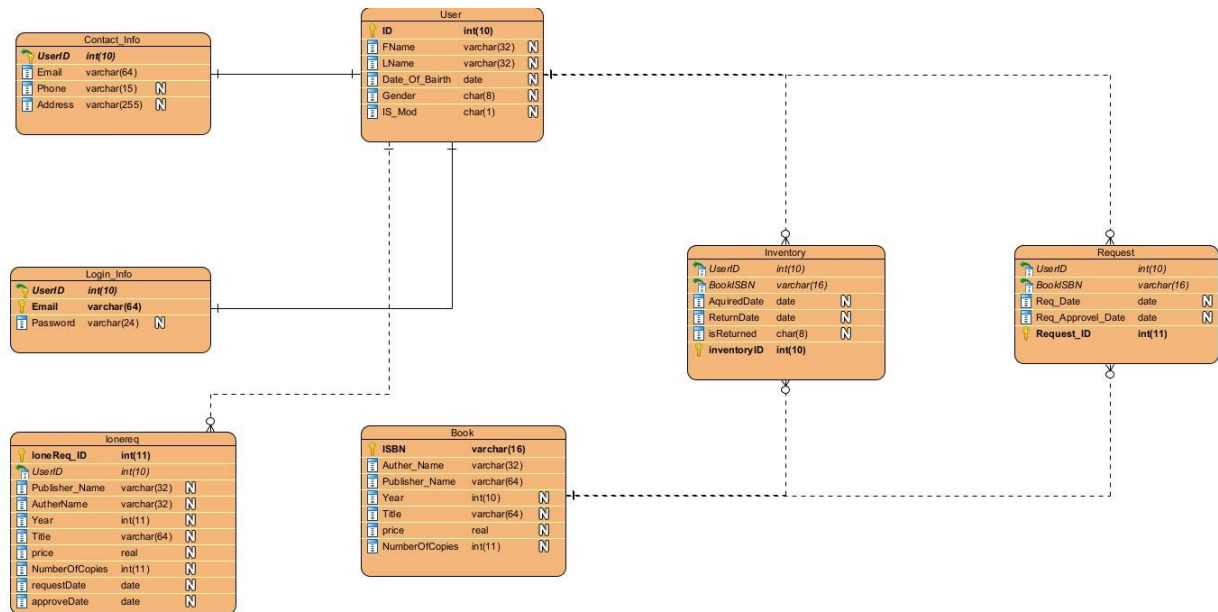 User
ID int(10)
FName varchar(32) N
LName varchar(32) N
Date_Of_Bairth date N
Gender char(8) N
IS_Mod char(1) N
Contact_Info
UserID int(10)
Email varchar(64)
Phone varchar(15) N
Address varchar(255) N
Login_Info
UserID int(10)
Email varchar(64)
Password varchar(24) N
Inventory
UserID int(10)
BookISBN varchar(16)
AquiredDate date N
ReturnDate date N
isReturned char(8) N
inventoryID int(10)
Request
UserID int(10)
BookISBN varchar(16)
Req_Date date N
Req_Approvel_Date date N
Request_ID int(11)
lonereq
loneReq_ID int(11)
UserID int(10)
Publisher_Name varchar(32) N
AutherName varchar(32) N
Year int(11) N
Title varchar(64) N
price real N
NumberOfCopies int(11) N
requestDate date N
approveDate date N
Book
ISBN varchar(16)
Auther_Name varchar(32)
Publisher_Name varchar(64)
Year int(10) N
Title varchar(64) N
price real N
NumberOfCopies int(11) N